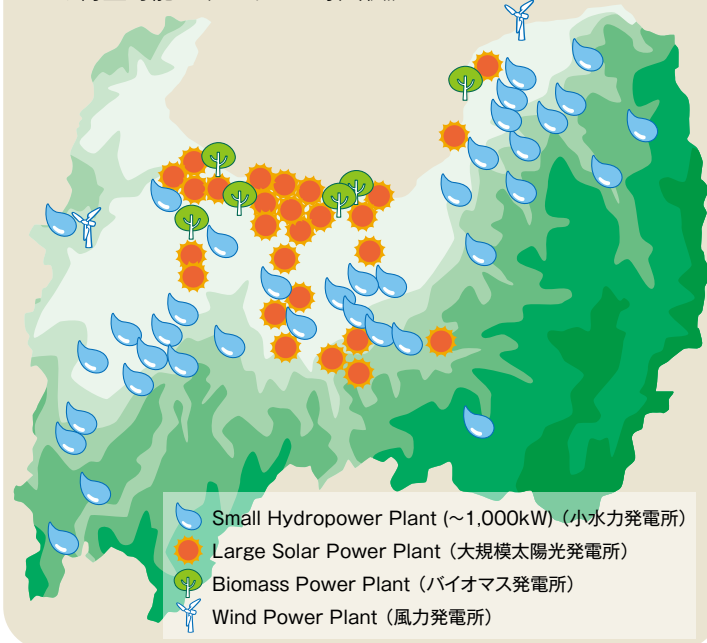 Small Hydropower Plant (～1,000kW)（小水力発電所）
Large Solar Power Plant（大規模太陽光発電所）
Biomass Power Plant（バイオマス発電所）
Wind Power Plant（風力発電所）